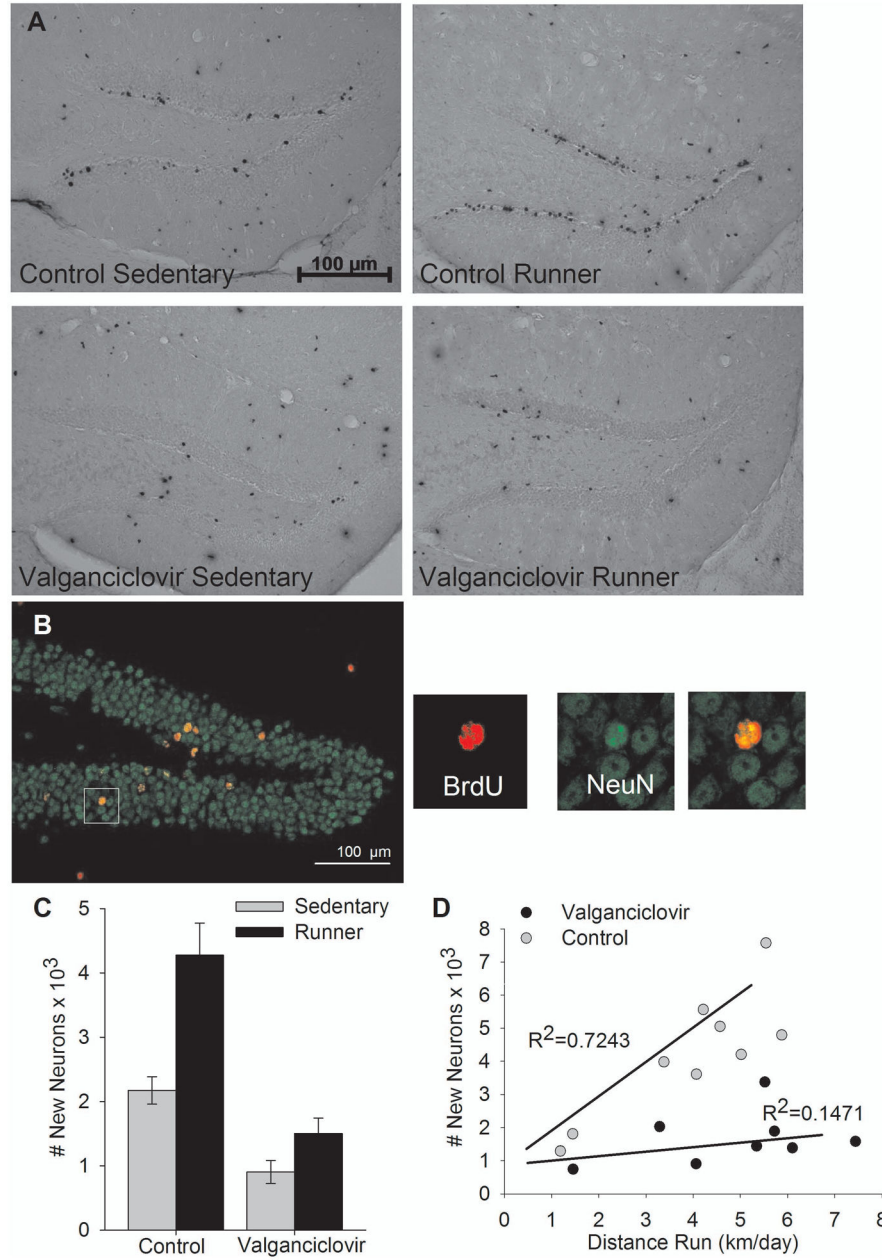 A
Control Sedentary
100 µm
Control Runner
Valganciclovir Sedentary
Valganciclovir Runner
B
100 µm
BrdU
NeuN
C
Sedentary
Runner
# New Neurons x 10³
5
4
3
2
1
0
Control
Valganciclovir
D
Valganciclovir
Control
# New Neurons x 10³
8
7
6
5
4
3
2
1
0
R²=0.7243
R²=0.1471
0 1 2 3 4 5 6 7 8
Distance Run (km/day)